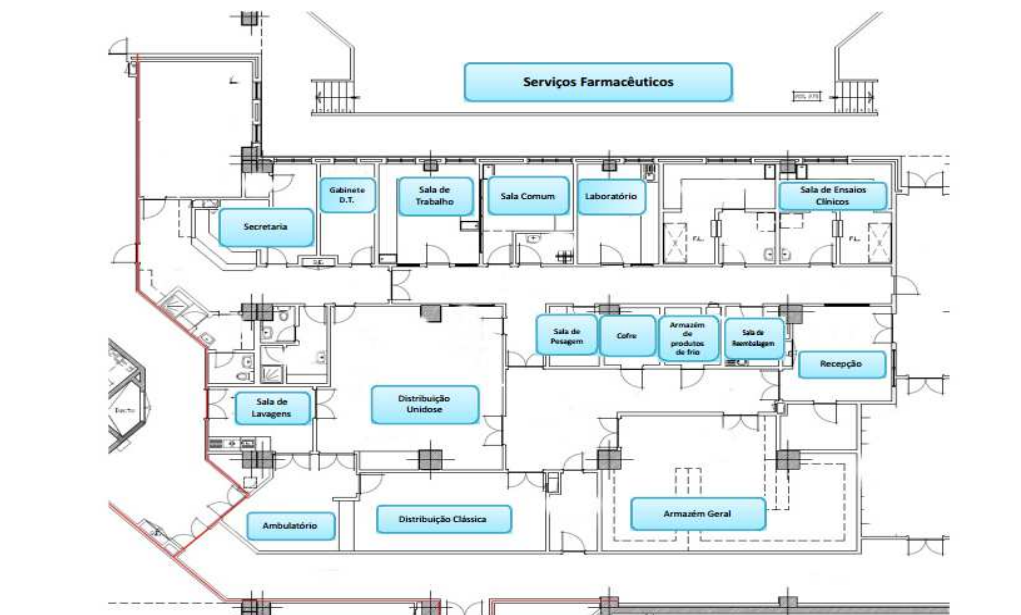 Serviços Farmacêuticos
Gabinete
D.T.
Sala de
Trabalho
Sala Comum
Laboratório
Sala de Ensaios
Clínicos
Secretaria
F.L.
F.L.
Sala de
Pesagem
Cofre
Armazém
de
produtos
de frio
Sala de
Reembalagem
Recepção
Sala de
Lavagens
Distribuição
Unidose
Ducto
Ambulatório
Distribuição Clássica
Armazém Geral